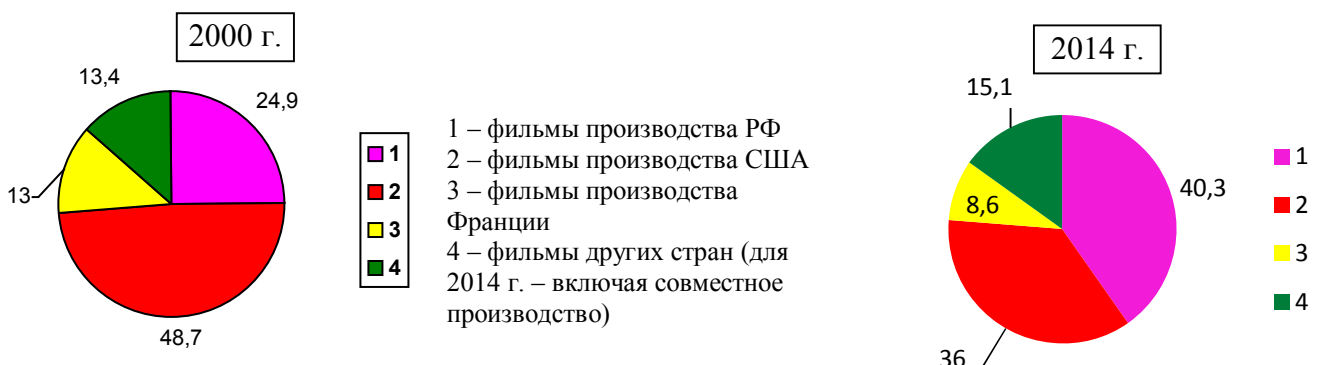 2000 г.
13,4
24,9
13
48,7
1
2
3
4
1 – фильмы производства РФ
2 – фильмы производства США
3 – фильмы производства
Франции
4 – фильмы других стран (для
2014 г. – включая совместное
производство)
2014 г.
15,1
40,3
8,6
36
1
2
3
4